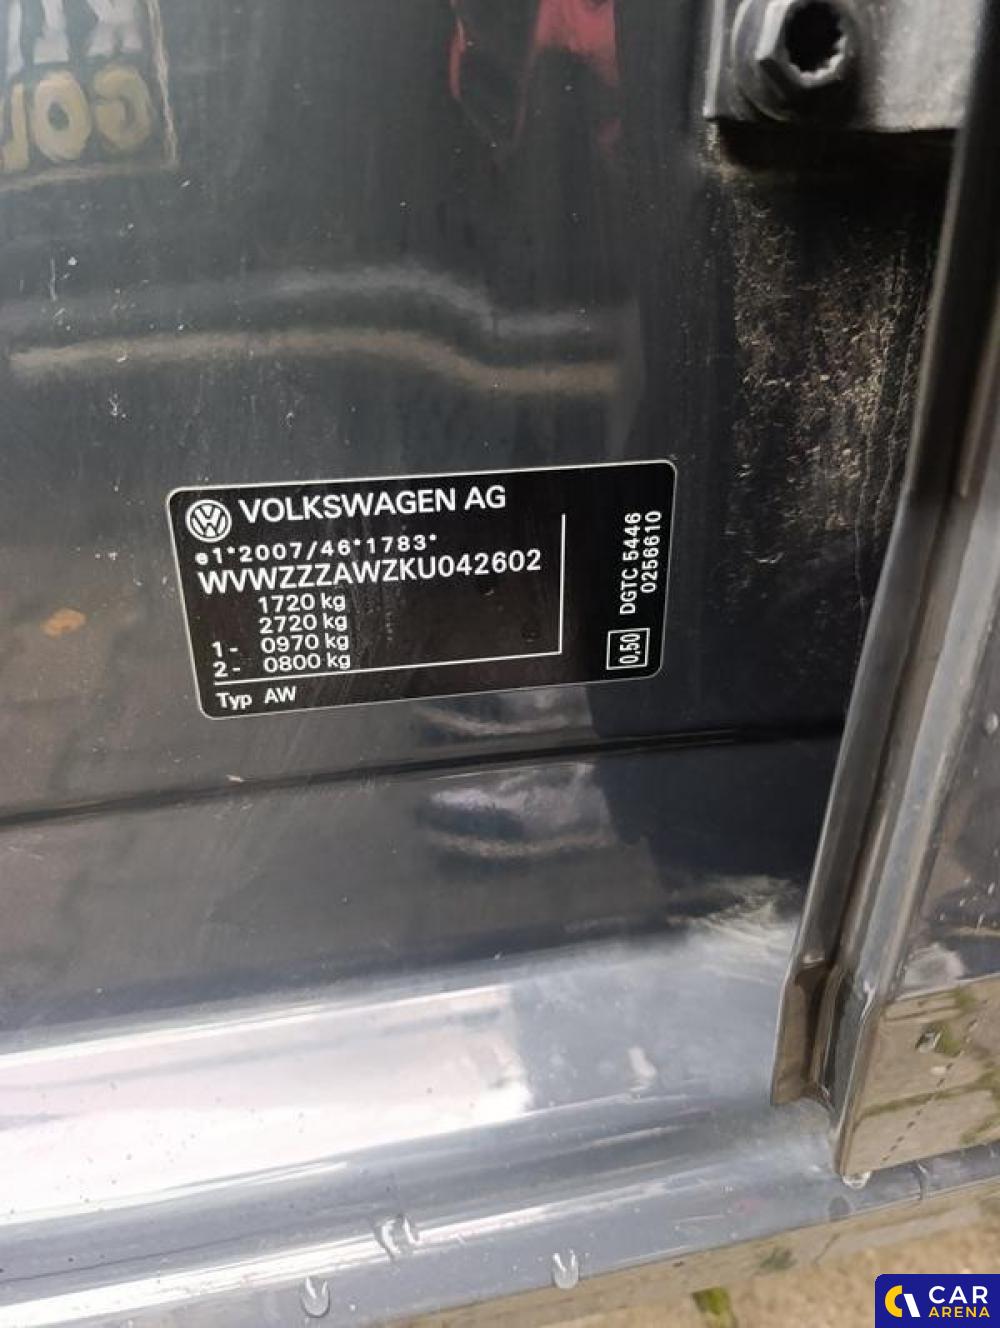 VOLKSWAGEN AG
e1*2007/46*1783*
WVWZZZAWZKU042602
1720 kg
2720 kg
1- 0970 kg
2- 0800 kg
Typ AW
DGTC 5446
0256610
0,50
CAR
ARENA